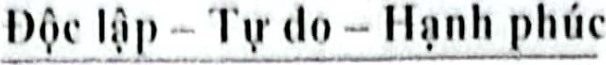 Độc lập – Tự do – Hạnh phúc